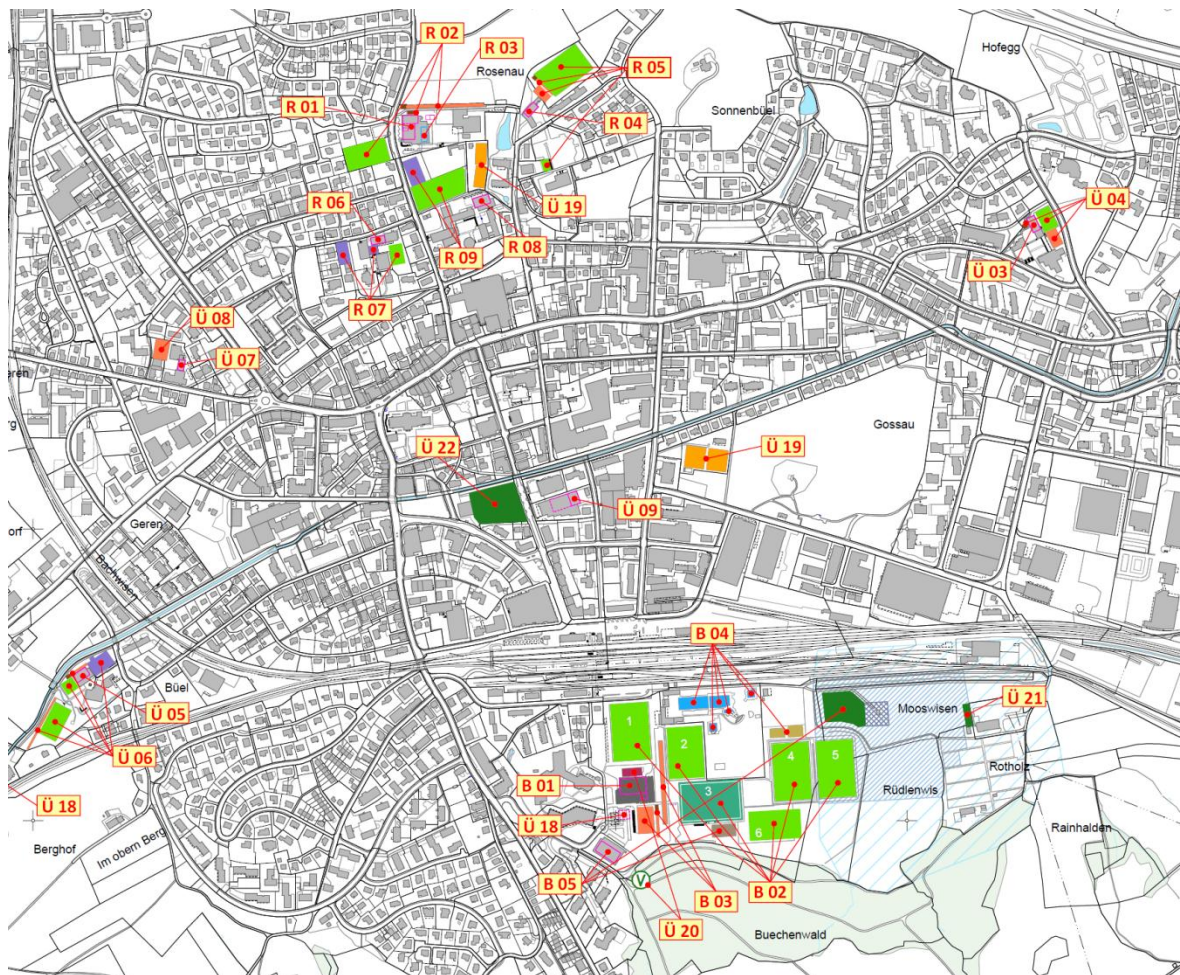 R 02
R 03
Hofegg
Rosenau
R 05
R 01
Sonnenbüel
R 04
R 06
Ü 19
Ü 04
R 08
R 09
Ü 03
R 07
Ü 08
Ü 07
Gossau
Ü 22
Ü 19
Ü 09
Geren
Bachwisen
B 04
Büel
Ü 05
Mooswisen
Ü 21
1
2
Ü 06
4
5
Rotholz
B 01
Ü 18
3
Rüdlenwis
Ü 18
6
Rainhalden
Berghof
Im obern Berg
B 05
V
B 03
B 02
Ü 20
Buechenwald